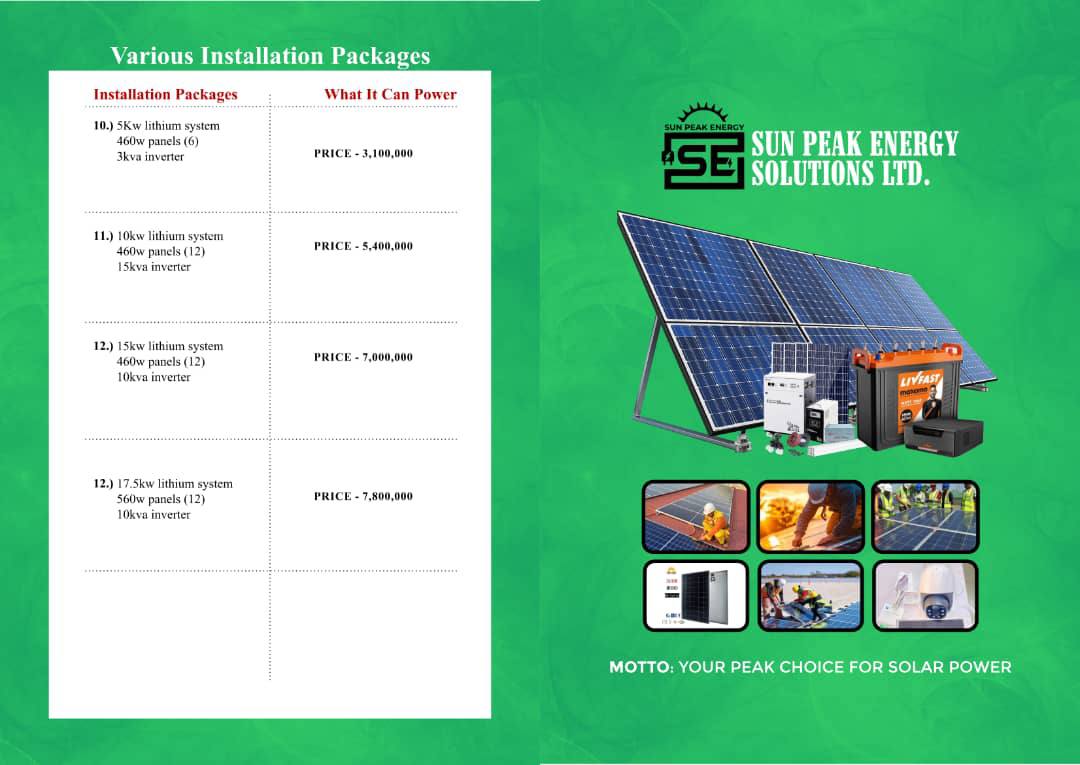 Various Installation Packages
Installation Packages
What It Can Power
10.) 5Kw lithium system
460w panels (6)
3kva inverter
PRICE - 3,100,000
11.) 10kw lithium system
460w panels (12)
15kva inverter
PRICE - 5,400,000
12.) 15kw lithium system
460w panels (12)
10kva inverter
PRICE - 7,000,000
12.) 17.5kw lithium system
560w panels (12)
10kva inverter
PRICE - 7,800,000
SUN PEAK ENERGY
SE
SUN PEAK ENERGY
SOLUTIONS LTD.
LIVFAST
maxximo
MOTTO: YOUR PEAK CHOICE FOR SOLAR POWER